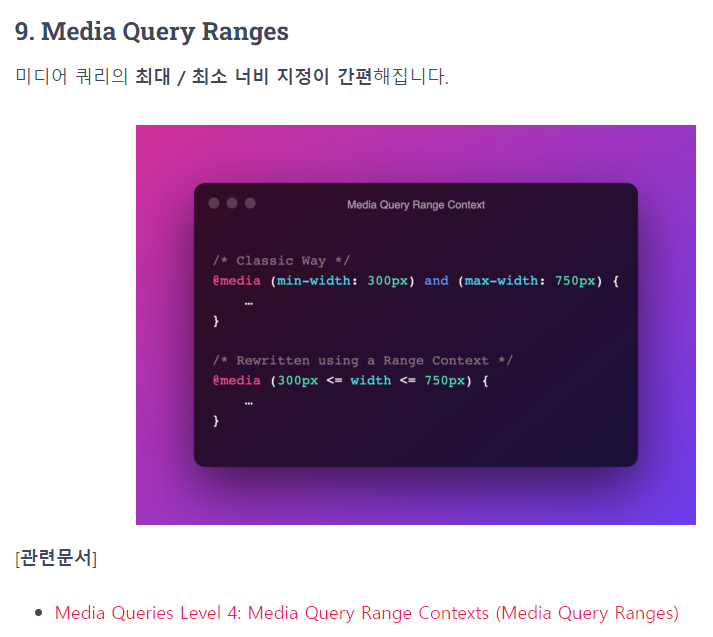 9. Media Query Ranges
미디어 쿼리의 최대 / 최소 너비 지정이 간편해집니다.
Media Query Range Context
/* Classic Way */
@media (min-width: 300px) and (max-width: 750px) {
…
}
/* Rewritten using a Range Context */
@media (300px <= width <= 750px) {
…
}
[관련문서]
• Media Queries Level 4: Media Query Range Contexts (Media Query Ranges)